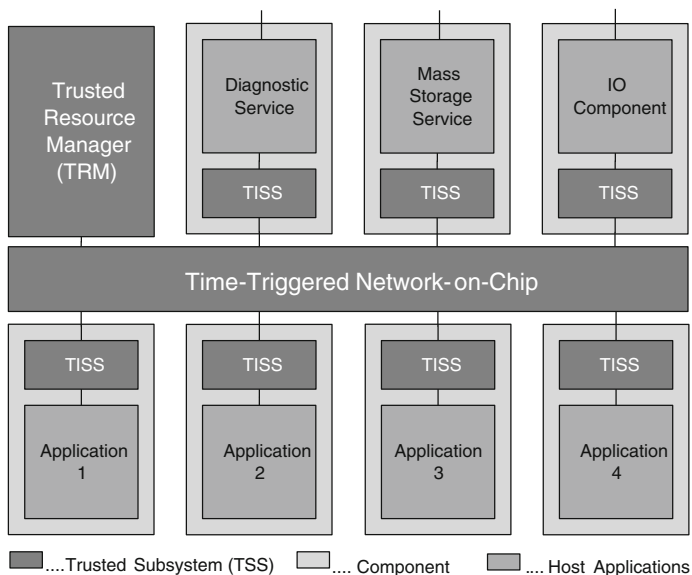 Trusted
Resource
Manager
(TRM)
Diagnostic
Service
Mass
Storage
Service
IO
Component
TISS
TISS
TISS
Time-Triggered Network-on-Chip
TISS
TISS
TISS
TISS
Application
1
Application
2
Application
3
Application
4
....Trusted Subsystem (TSS)
.... Component
.... Host Applications